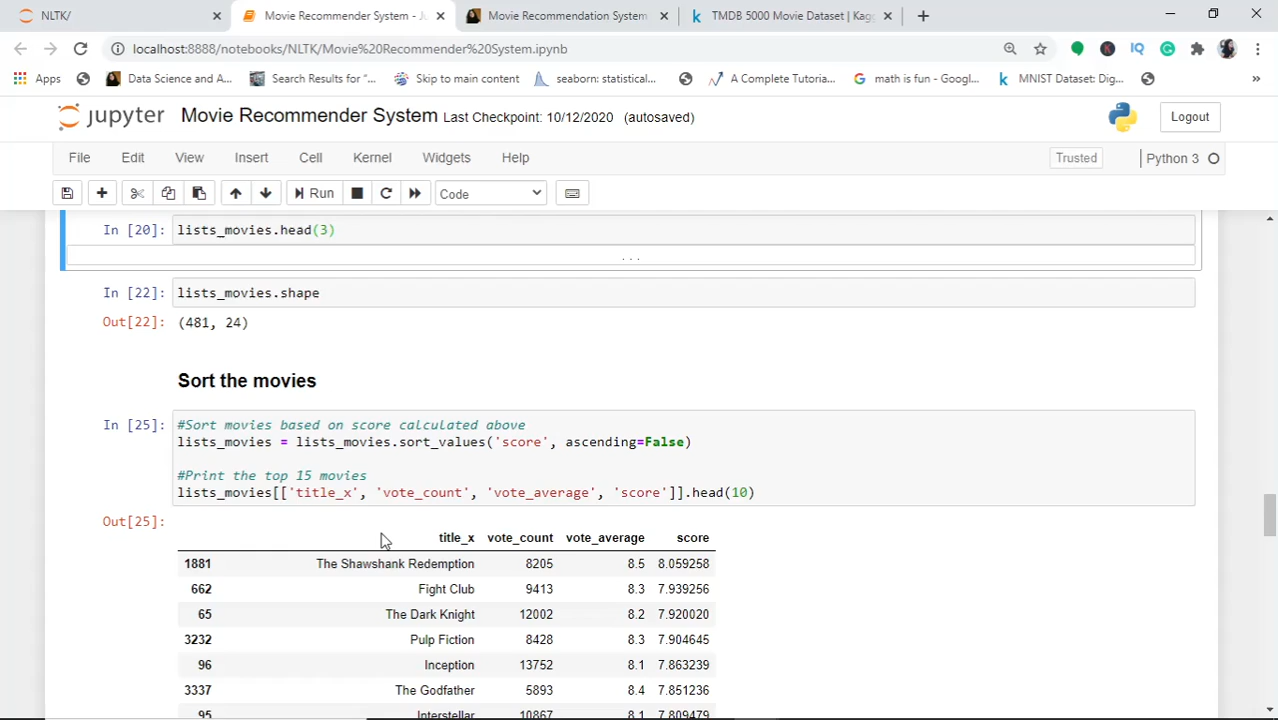 NLTK/
Movie Recommender System - Ju
Movie Recommendation System
TMDB 5000 Movie Dataset | Kagg
localhost:8888/notebooks/NLTK/Movie%20Recommender%20System.ipynb
Apps
Data Science and A...
Search Results for "...
Skip to main content
seaborn: statistical...
A Complete Tutoria...
math is fun - Googl...
MNIST Dataset: Dig...
»
jupyter
Movie Recommender System Last Checkpoint: 10/12/2020 (autosaved)
Logout
File Edit View Insert Cell Kernel Widgets Help
Trusted
Python 3
Run
Code
In [20]: lists_movies.head(3)
...
In [22]: lists_movies.shape
Out[22]: (481, 24)
Sort the movies
In [25]: #Sort movies based on score calculated above
lists_movies = lists_movies.sort_values('score', ascending=False)
#Print the top 15 movies
lists_movies[['title_x', 'vote_count', 'vote_average', 'score']].head(10)
Out[25]:
title_x vote_count vote_average score
1881 The Shawshank Redemption 8205 8.5 8.059258
662 Fight Club 9413 8.3 7.939256
65 The Dark Knight 12002 8.2 7.920020
3232 Pulp Fiction 8428 8.3 7.904645
96 Inception 13752 8.1 7.863239
3337 The Godfather 5893 8.4 7.851236
95 Interstellar 10867 8.1 7.809479